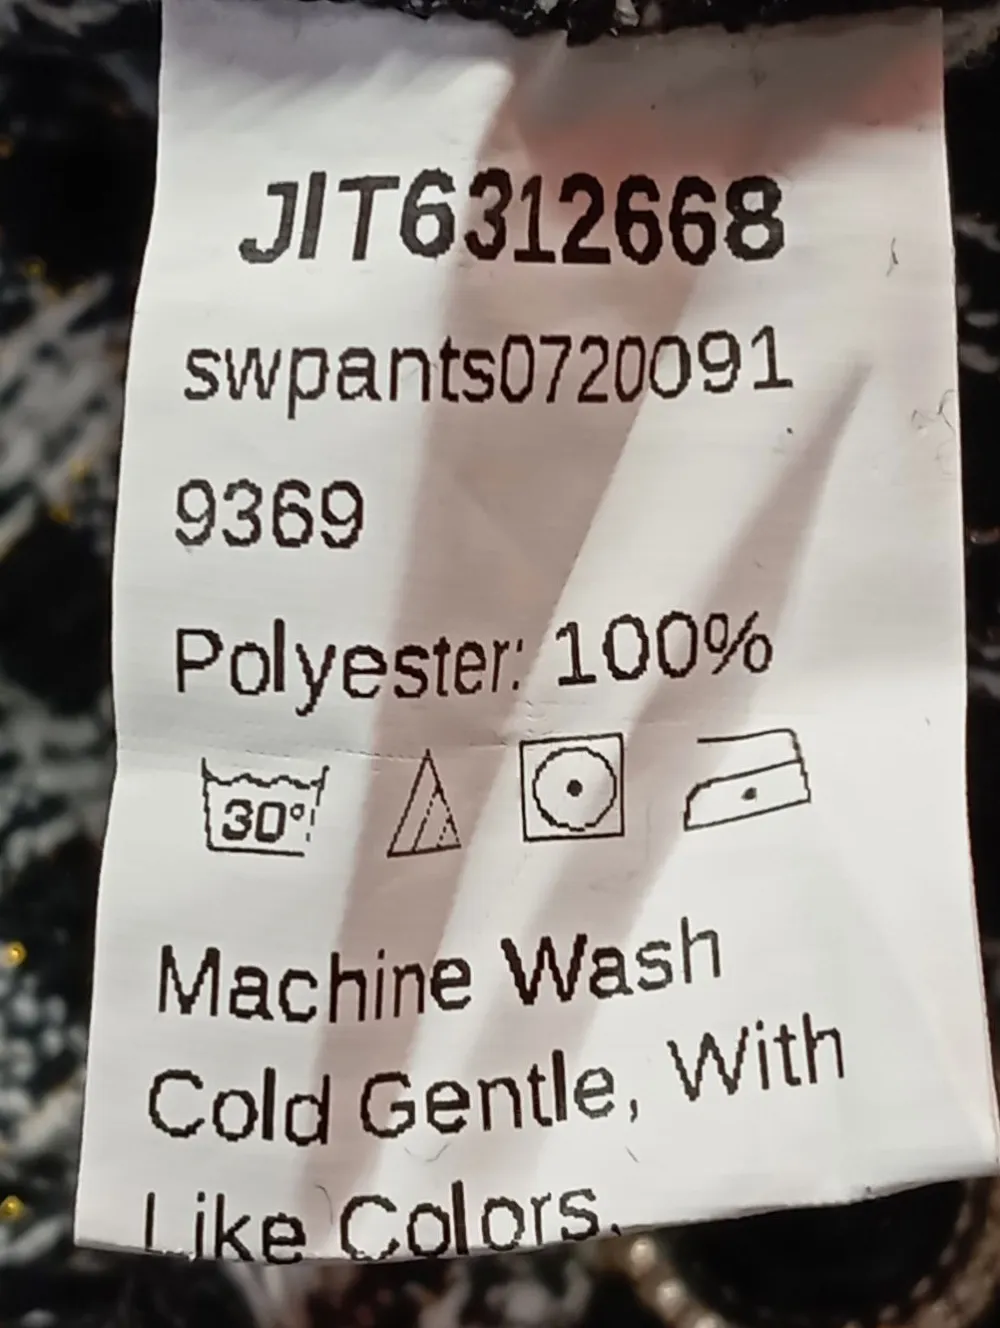 JIT6312668
swpants0720091
9369
Polyester: 100%
30°
Machine Wash
Cold Gentle, With
Like Colors.